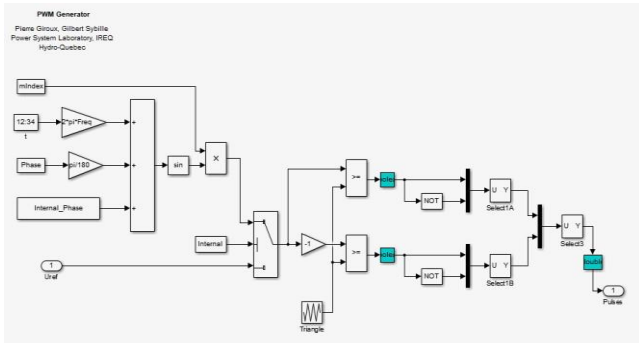 PWM Generator
Pierre Giroux, Gilbert Sybille
Power System Laboratory, IREQ
Hydro-Quebec
mIndex
12:34
t
2*pi*Freq
+
Phase
pi/180
+
Internal_Phase
+
sin
X
Internal
1
Uref
-1
Triangle
>=
NOT
U Y
Select1A
>=
NOT
U Y
Select1B
U Y
Select3
1
Pulses